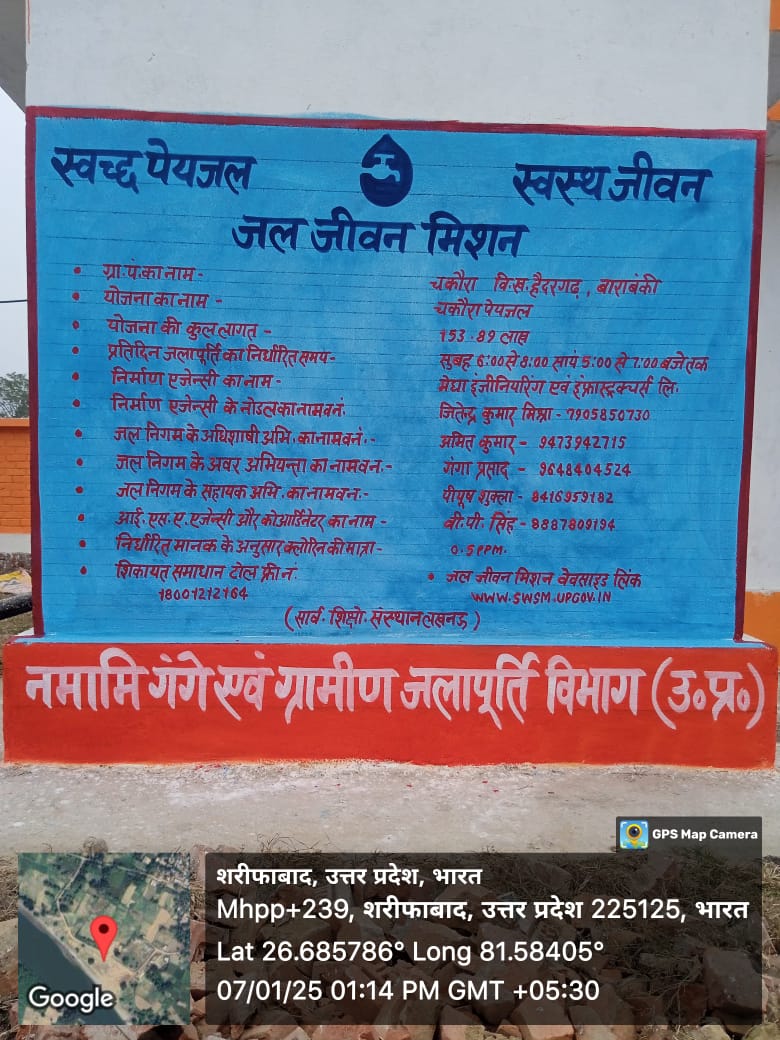 स्वच्छ पेयजल
स्वस्थ जीवन
जल जीवन मिशन
• ग्रा.पं.का नाम - चकौरा वि.ख.हैदरगढ़, बाराबंकी
• योजना का नाम - चकौरा पेयजल
• योजना की कुल लागत - 153.89 लाख
• प्रतिदिन जलापूर्ति का निर्धारित समय- सुबह 6:00 से 8:00 सायं 5:00 से 7:00 बजे तक
• निर्माण एजेन्सी का नाम - मेघा इंजीनियरिंग एवं इंफ्रास्ट्रक्चर्स लि.
• निर्माण एजेन्सी के नोडल का नाम व नं. जितेन्द्र कुमार मिश्रा - 7905850730
• जल निगम के अधिशाषी अभि. का नाम व नं. - अमित कुमार - 9473942715
• जल निगम के अवर अभियन्ता का नाम व न. - गंगा प्रसाद - 9648404524
• जल निगम के सहायक अभि. का नाम व न. - पीयूष शुक्ला - 8416959182
• आई.एस.ए.एजेन्सी और कोआर्डिनेटर का नाम - वी.पी. सिंह - 8887809194
• निर्धारित मानक के अनुसार क्लोरिन की मात्रा - 0.5PPM.
• शिकायत समाधान टोल फ्री नं.
18001212164
• जल जीवन मिशन वेवसाइड लिंक
WWW.SWSM.UPGOV.IN
(सार्व. शिक्षो. संस्थान लखनऊ)
नमामि गंगे एवं ग्रामीण जलापूर्ति विभाग (उ०प्र०)
GPS Map Camera
शरीफाबाद, उत्तर प्रदेश, भारत
Mhpp+239, शरीफाबाद, उत्तर प्रदेश 225125, भारत
Lat 26.685786° Long 81.58405°
07/01/25 01:14 PM GMT +05:30
Google